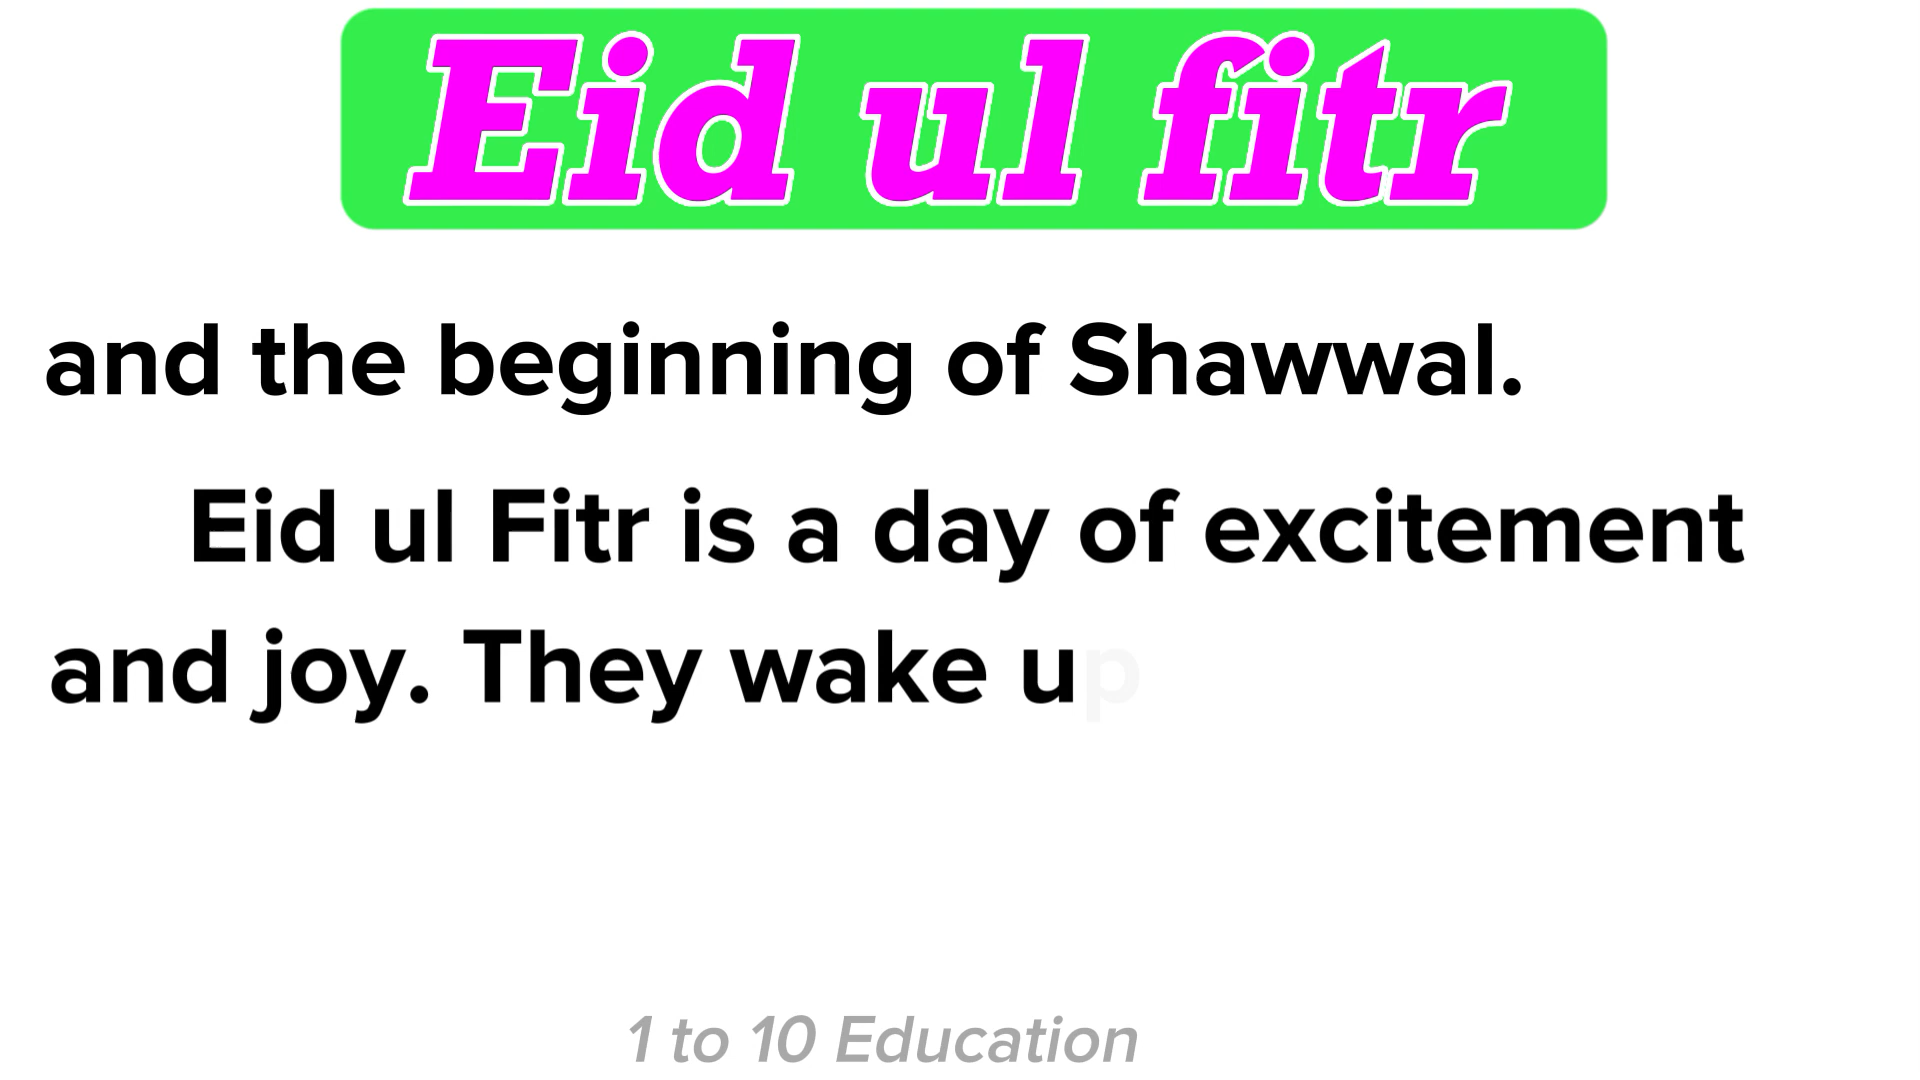 Eid ul fitr
and the beginning of Shawwal.
Eid ul Fitr is a day of excitement
and joy. They wake up
1 to 10 Education